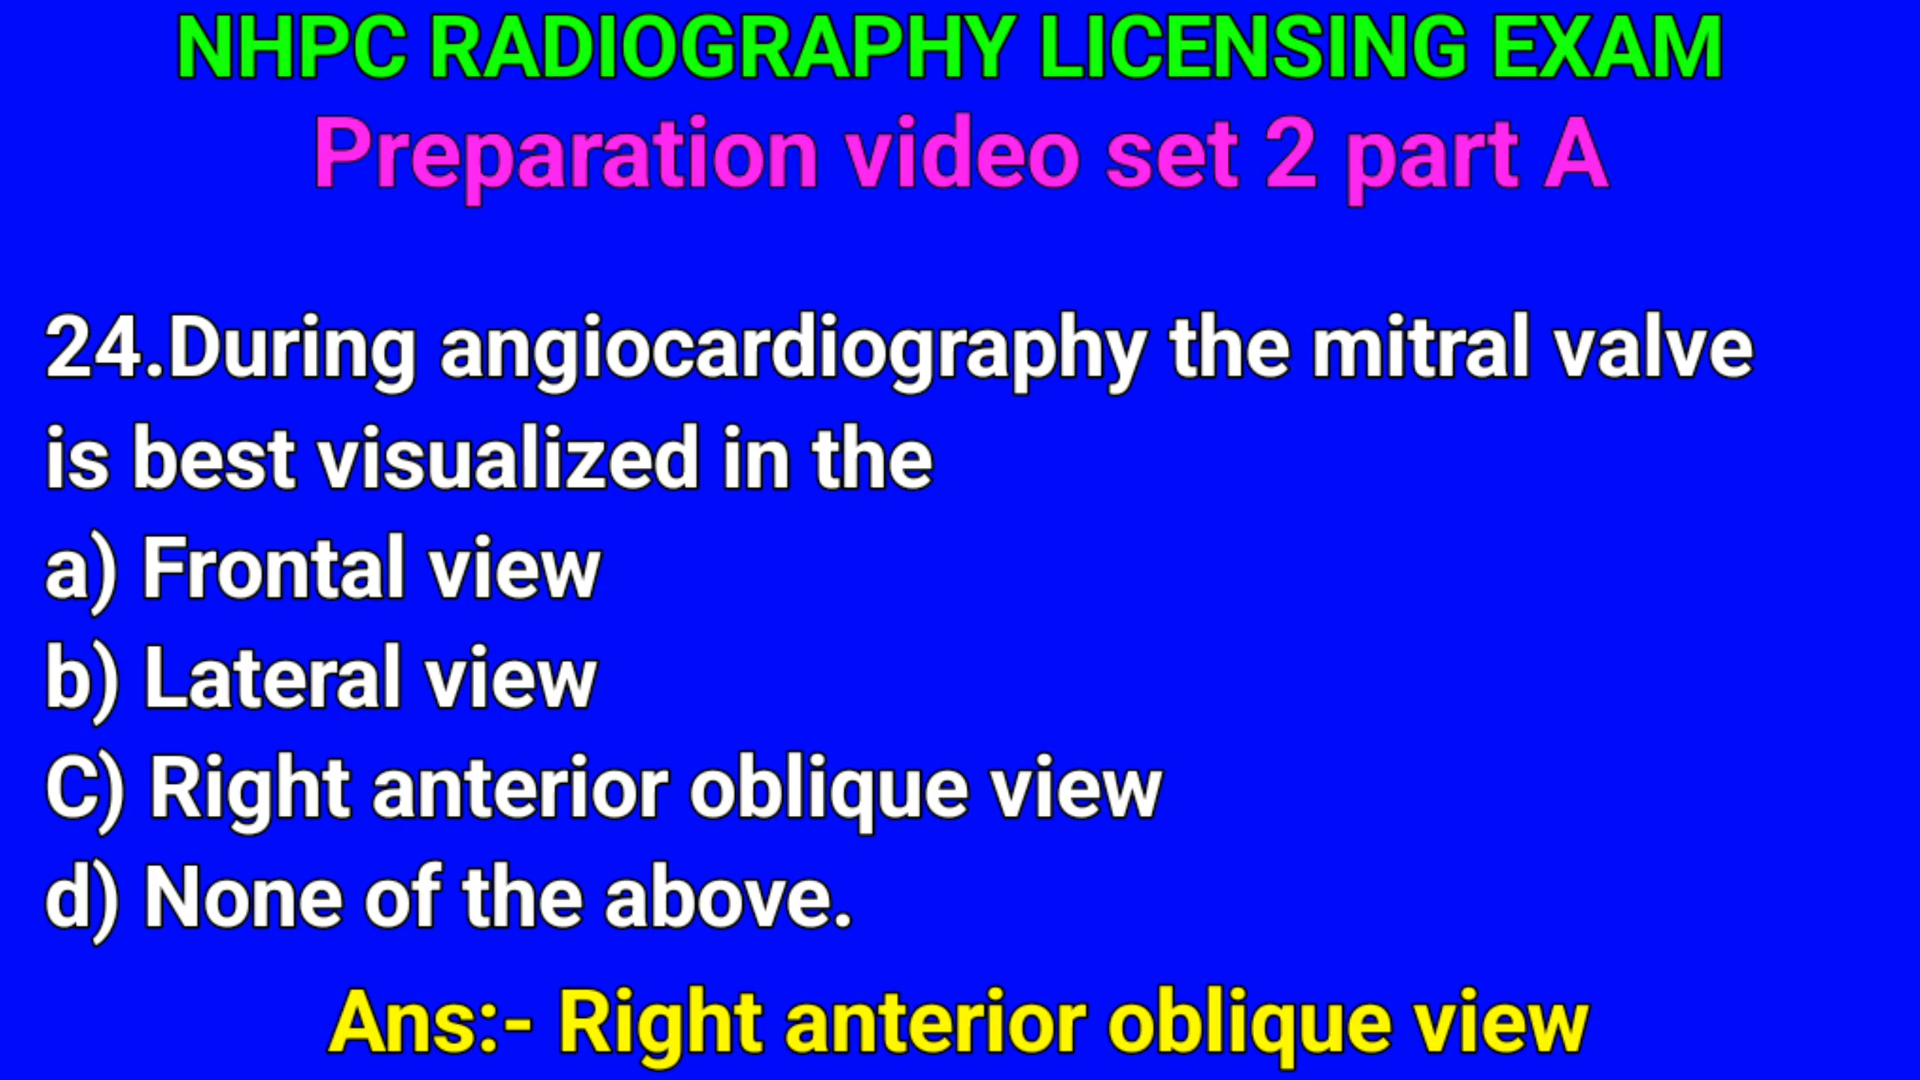 NHPC RADIOGRAPHY LICENSING EXAM
Preparation video set 2 part A
24.During angiocardiography the mitral valve
is best visualized in the
a) Frontal view
b) Lateral view
C) Right anterior oblique view
d) None of the above.
Ans:- Right anterior oblique view